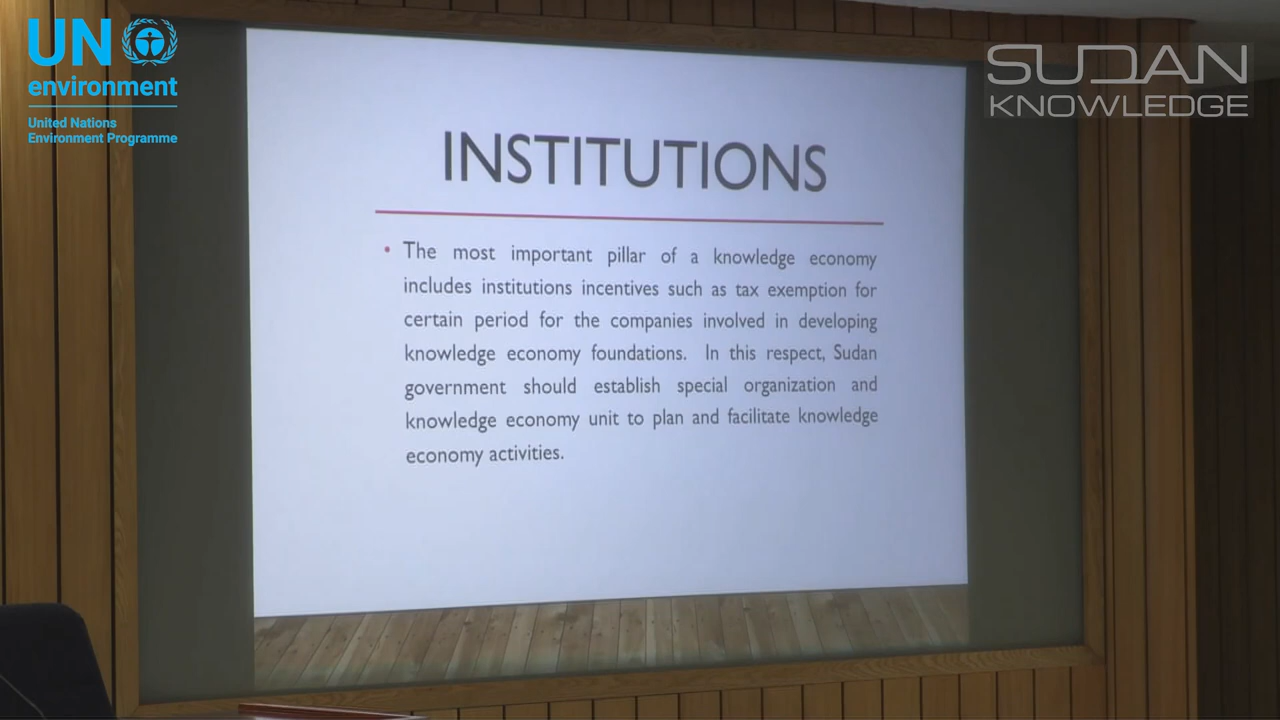 UN
environment
United Nations
Environment Programme
SUDAN
KNOWLEDGE
INSTITUTIONS
• The most important pillar of a knowledge economy
includes institutions incentives such as tax exemption for
certain period for the companies involved in developing
knowledge economy foundations. In this respect, Sudan
government should establish special organization and
knowledge economy unit to plan and facilitate knowledge
economy activities.